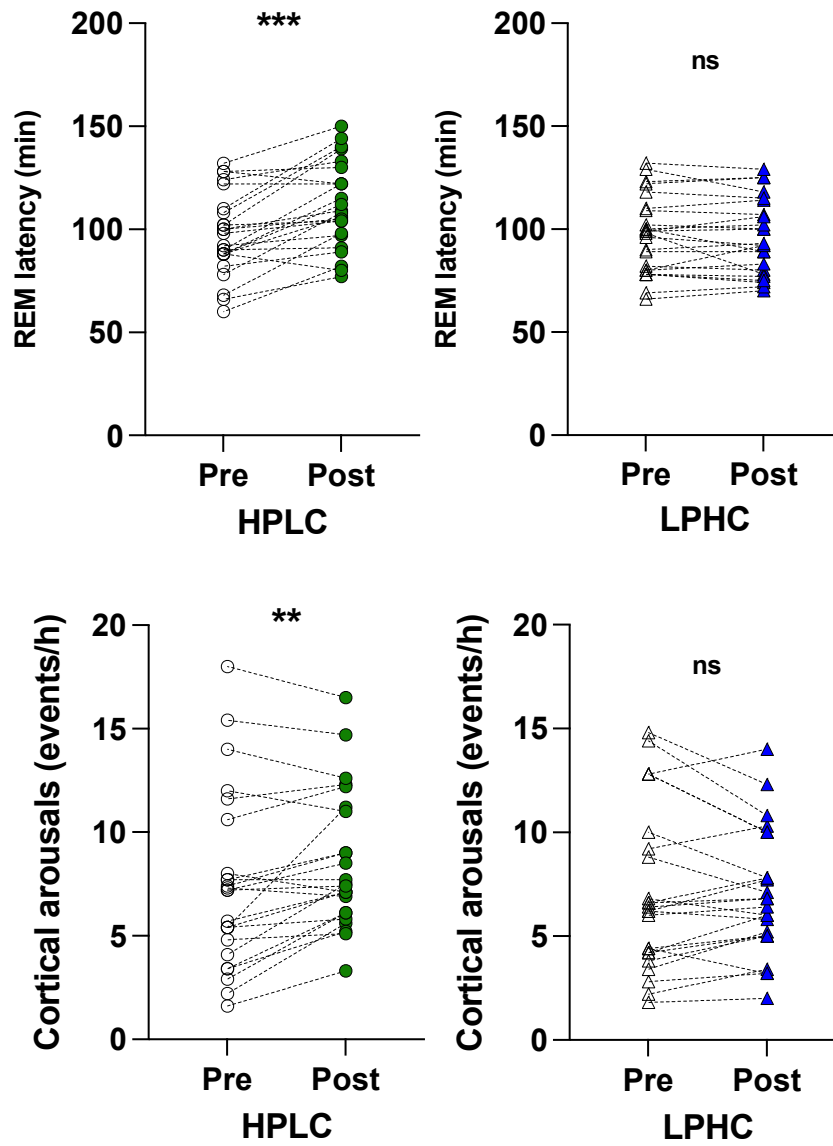 ***
ns
REM latency (min)
200
150
100
50
0
Pre Post
HPLC
REM latency (min)
200
150
100
50
0
Pre Post
LPHC
**
ns
Cortical arousals (events/h)
20
15
10
5
0
Pre Post
HPLC
Cortical arousals (events/h)
20
15
10
5
0
Pre Post
LPHC